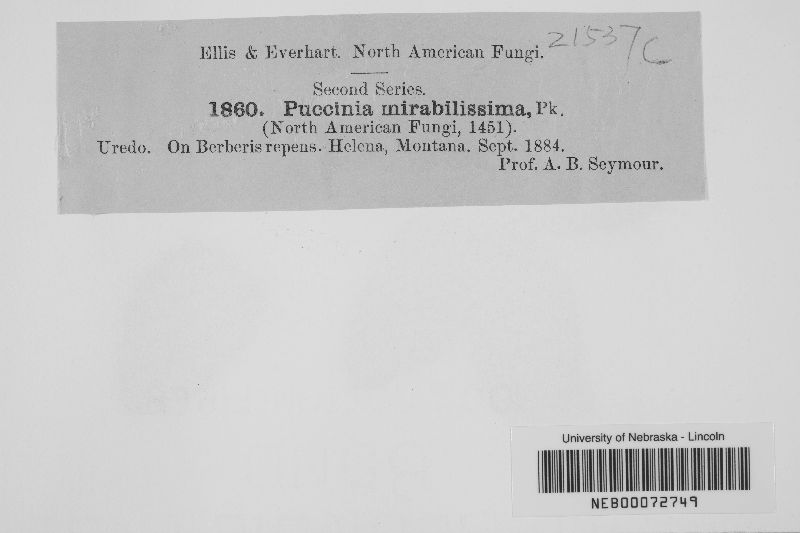 Ellis & Everhart. North American Fungi.
21537C
Second Series.
1860. Puccinia mirabilissima, Pk.
(North American Fungi, 1451).
Uredo. On Berberis repens. Helena, Montana. Sept. 1884.
Prof. A. B. Seymour.
University of Nebraska - Lincoln
NEB00072749